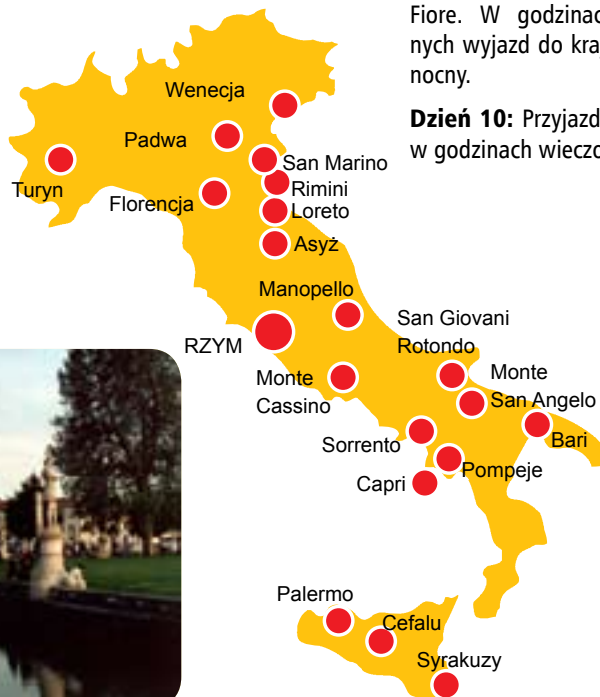 Fiore. W godzinac
nych wyjazd do kra
nocny.
Dzień 10: Przyjazd
w godzinach wieczo
Wenecja
Padwa
San Marino
Turyn
Rimini
Florencja
Loreto
Asyż
Manopello
San Giovani
Rotondo
RZYM
Monte
Cassino
Monte
San Angelo
Sorrento
Bari
Pompeje
Capri
Palermo
Cefalu
Syrakuzy